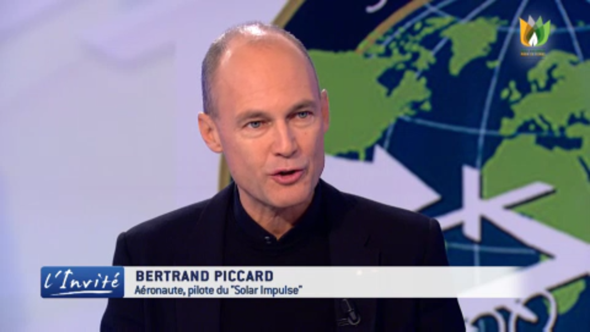 l'Invité
BERTRAND PICCARD
Aéronaute, pilote du "Solar Impulse"